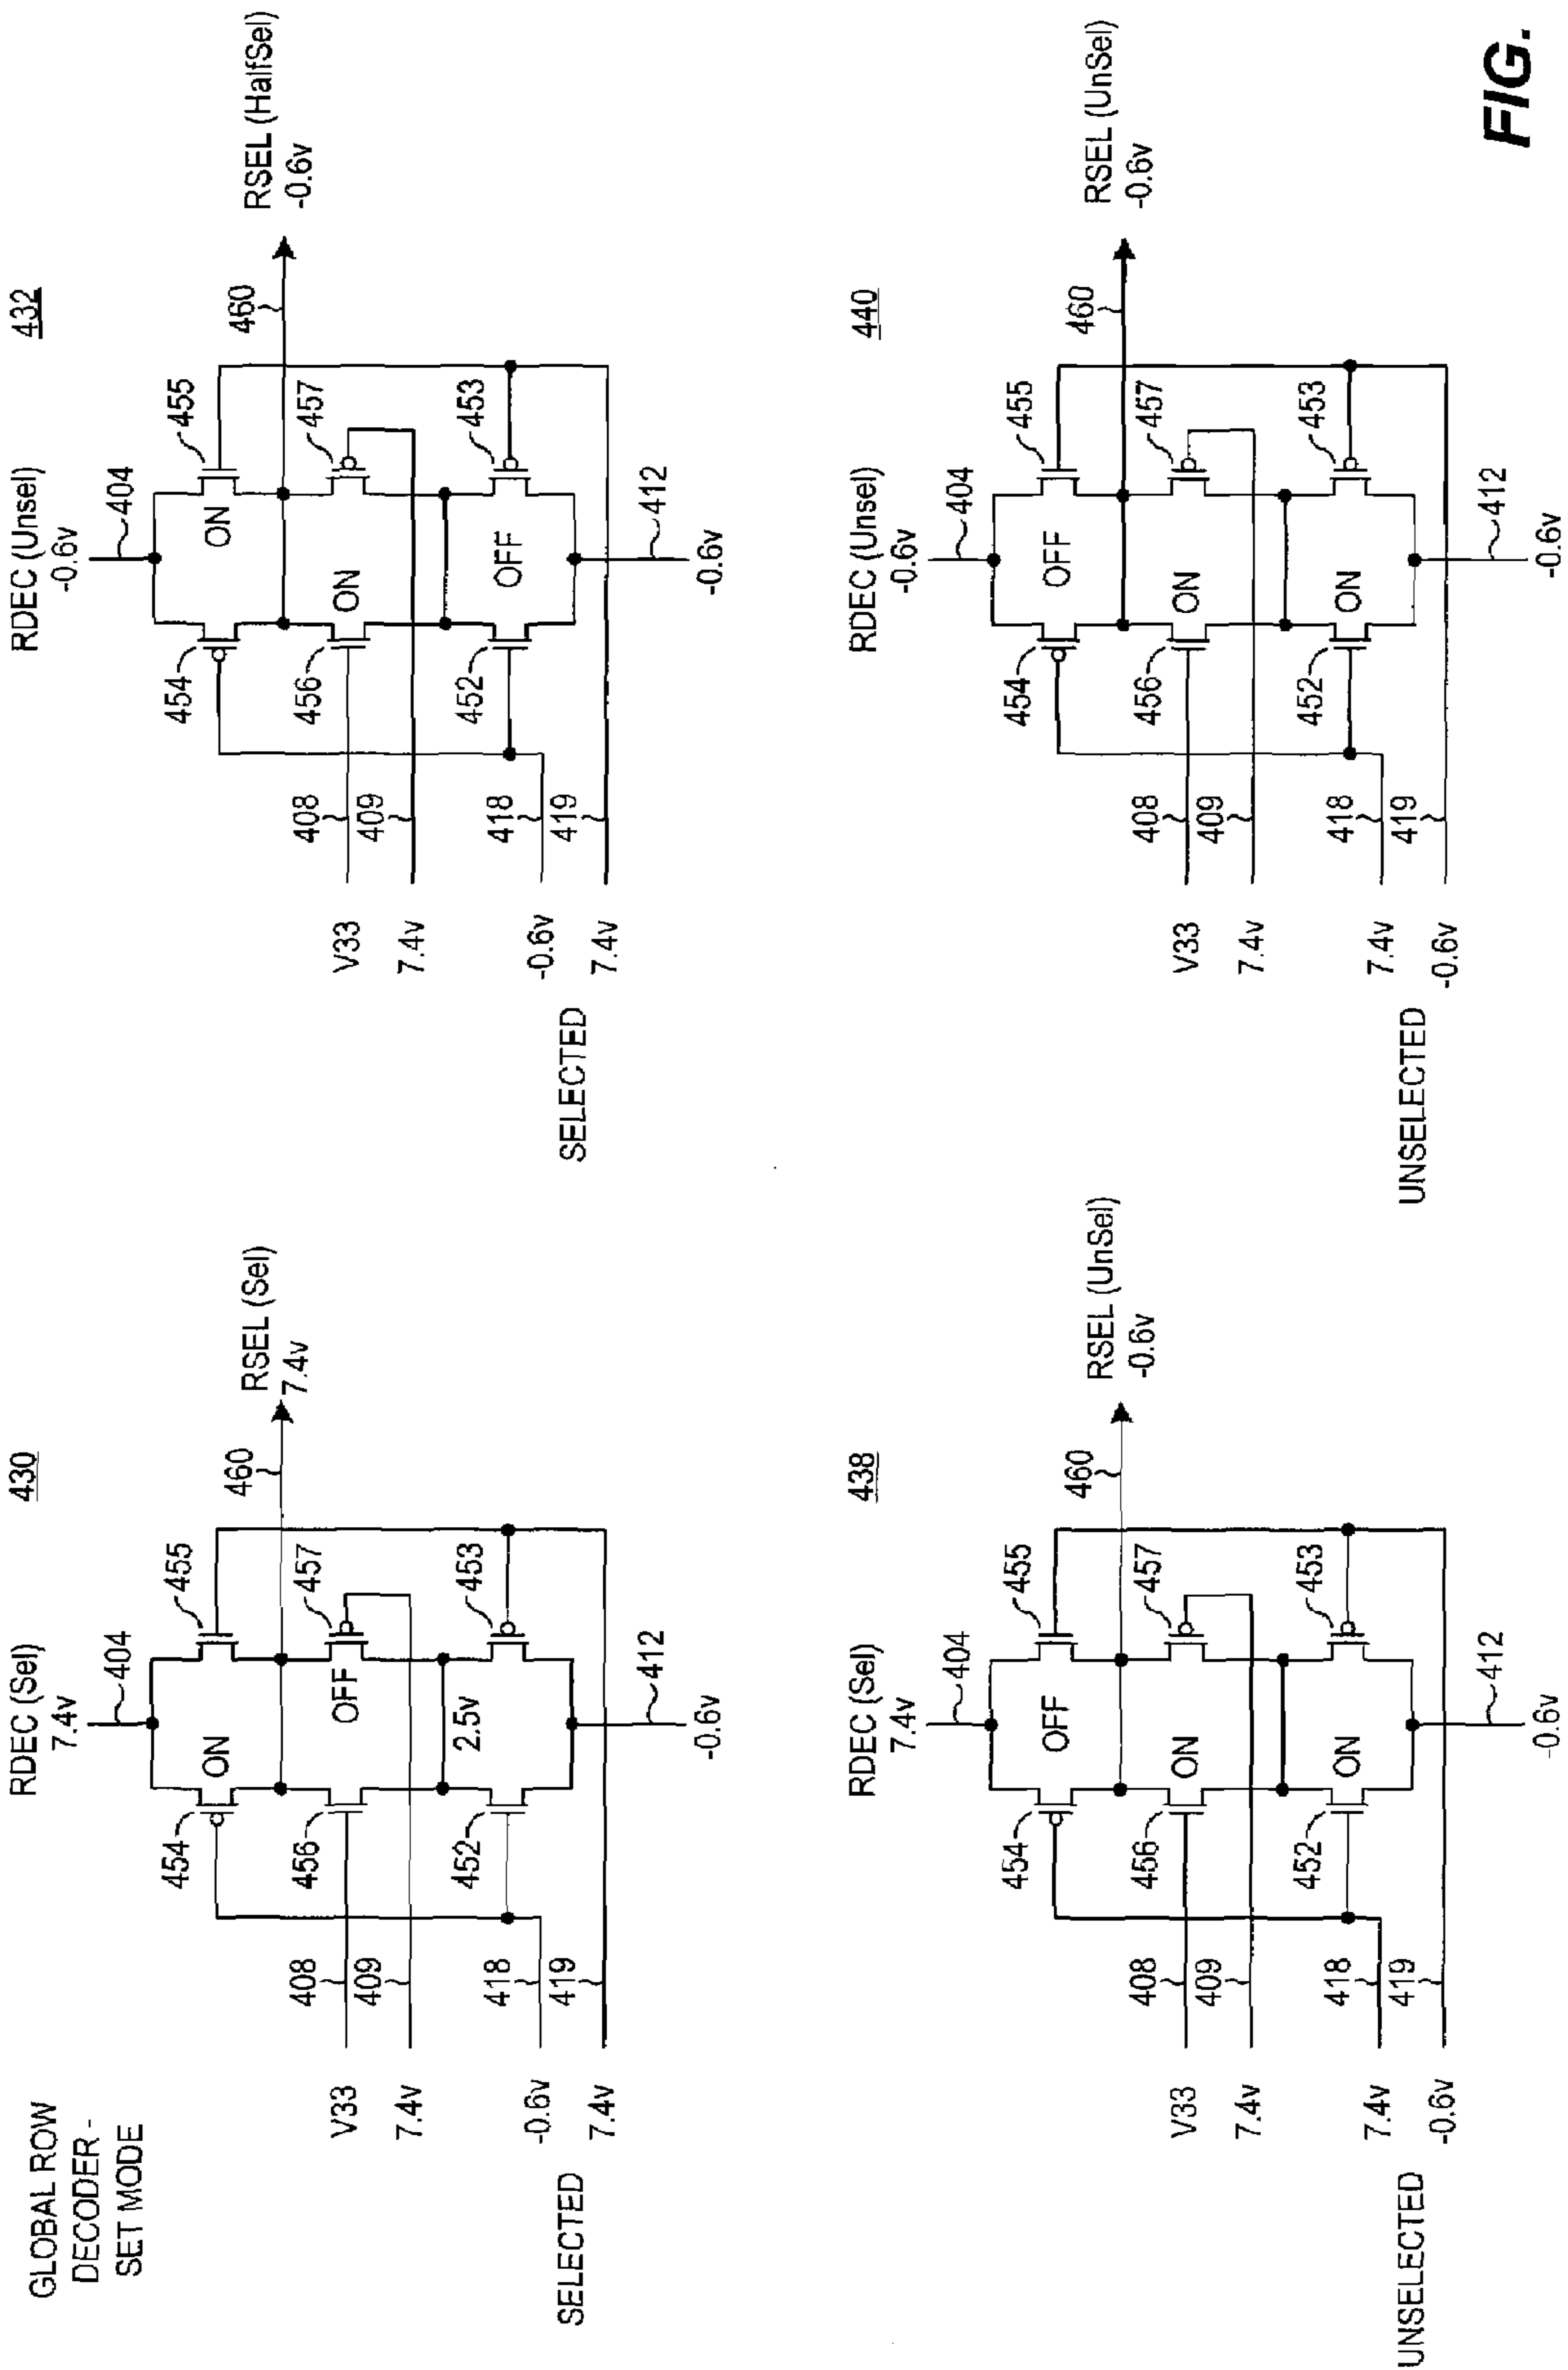 GLOBAL ROW
DECODER -
SET MODE
RDEC (Sel)
7.4v
430
404
454
ON
455
460
RSEL (Sel)
7.4v
456
OFF
457
408
V33
409
7.4v
2.5v
452
453
418
-0.6v
419
7.4v
SELECTED
412
-0.6v
RDEC (Unsel)
-0.6v
432
404
454
ON
455
460
RSEL (HalfSel)
-0.6v
456
ON
457
408
V33
409
7.4v
452
OFF
453
418
-0.6v
419
7.4v
SELECTED
412
-0.6v
RDEC (Sel)
7.4v
438
404
454
OFF
455
460
RSEL (UnSel)
-0.6v
456
ON
457
408
V33
409
7.4v
452
ON
453
418
7.4v
419
-0.6v
UNSELECTED
412
-0.6v
RDEC (Unsel)
-0.6v
440
404
454
OFF
455
460
RSEL (UnSel)
-0.6v
456
ON
457
408
V33
409
7.4v
452
ON
453
418
7.4v
419
-0.6v
UNSELECTED
412
-0.6v
FIG.